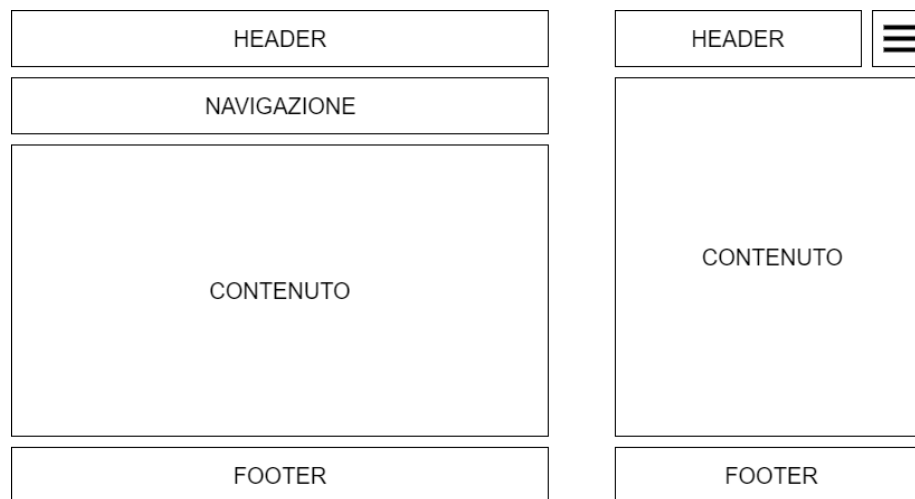 HEADER
NAVIGAZIONE
CONTENUTO
FOOTER
HEADER
CONTENUTO
FOOTER